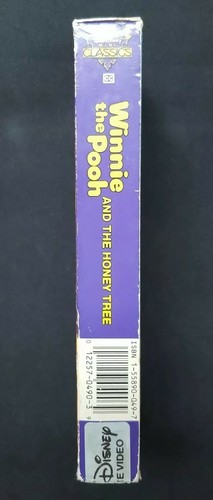 CLASSICS
Winnie
the Pooh
AND THE HONEY TREE
ISBN 1-55890-049-7
0 12257-0490-3 9
DISNEY
E VIDEO